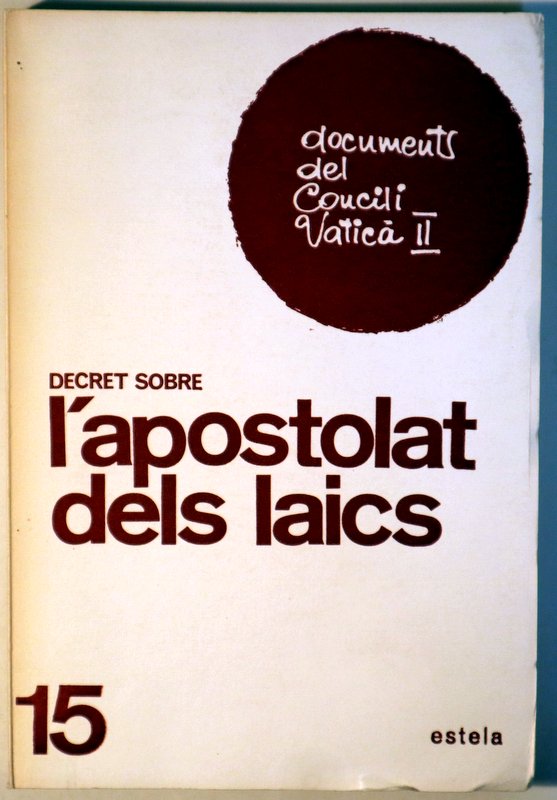 documents
del
Concili
Vaticà II
DECRET SOBRE
l'apostolat
dels laics
15
estela